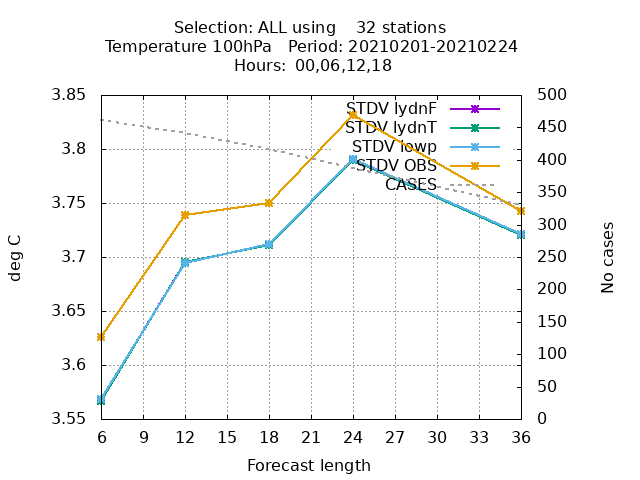 Selection: ALL using    32 stations
Temperature 100hPa   Period: 20210201-20210224
Hours:  00,06,12,18
3.85
3.8
3.75
3.7
3.65
3.6
3.55
deg C
STDV lydnF
STDV lydnT
STDV iowp
STDV OBS
CASES
500
450
400
350
300
250
200
150
100
50
0
No cases
6 9 12 15 18 21 24 27 30 33 36
Forecast length